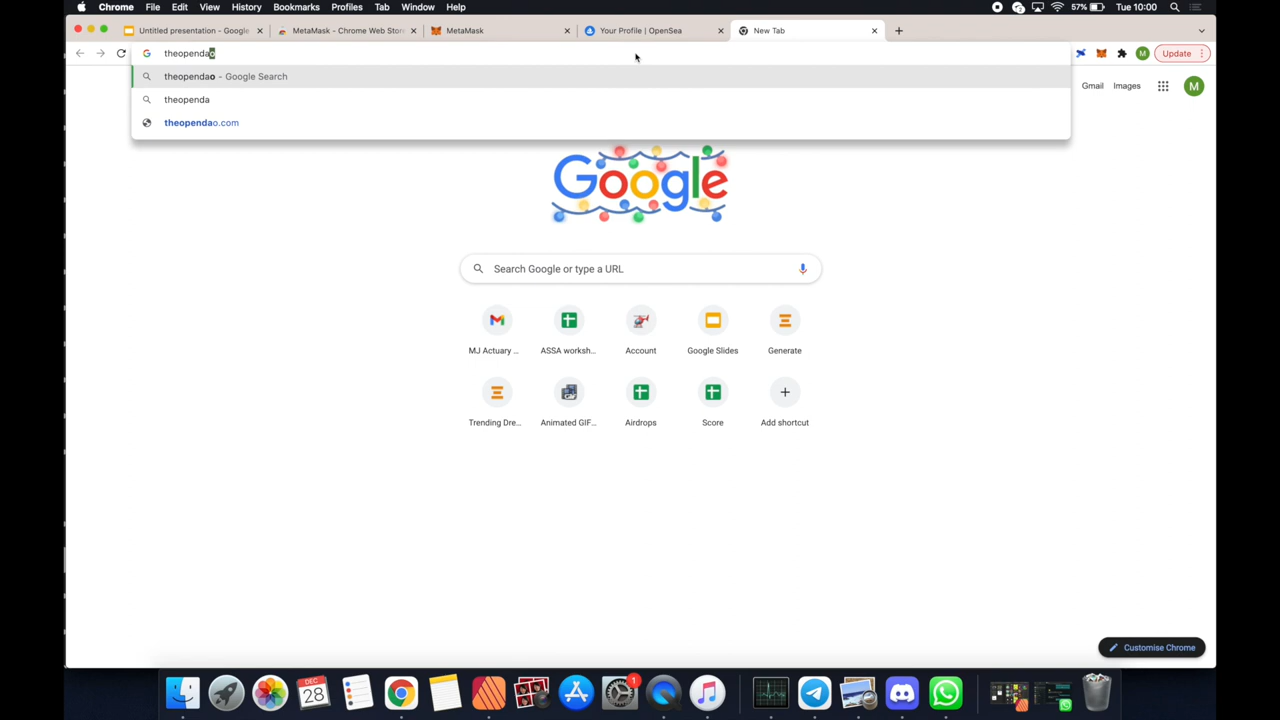 Chrome File Edit View History Bookmarks Profiles Tab Window Help 57% Tue 10:00
Untitled presentation - Google MetaMask - Chrome Web Stor MetaMask Your Profile | OpenSea New Tab
theopendao Update
theopendao - Google Search
theopenda
theopendao.com
Gmail Images M
Google
Search Google or type a URL
MJ Actuary ... ASSA worksh... Account Google Slides Generate
Trending Dre... Animated GIF... Airdrops Score Add shortcut
Customise Chrome
DEC
28
1